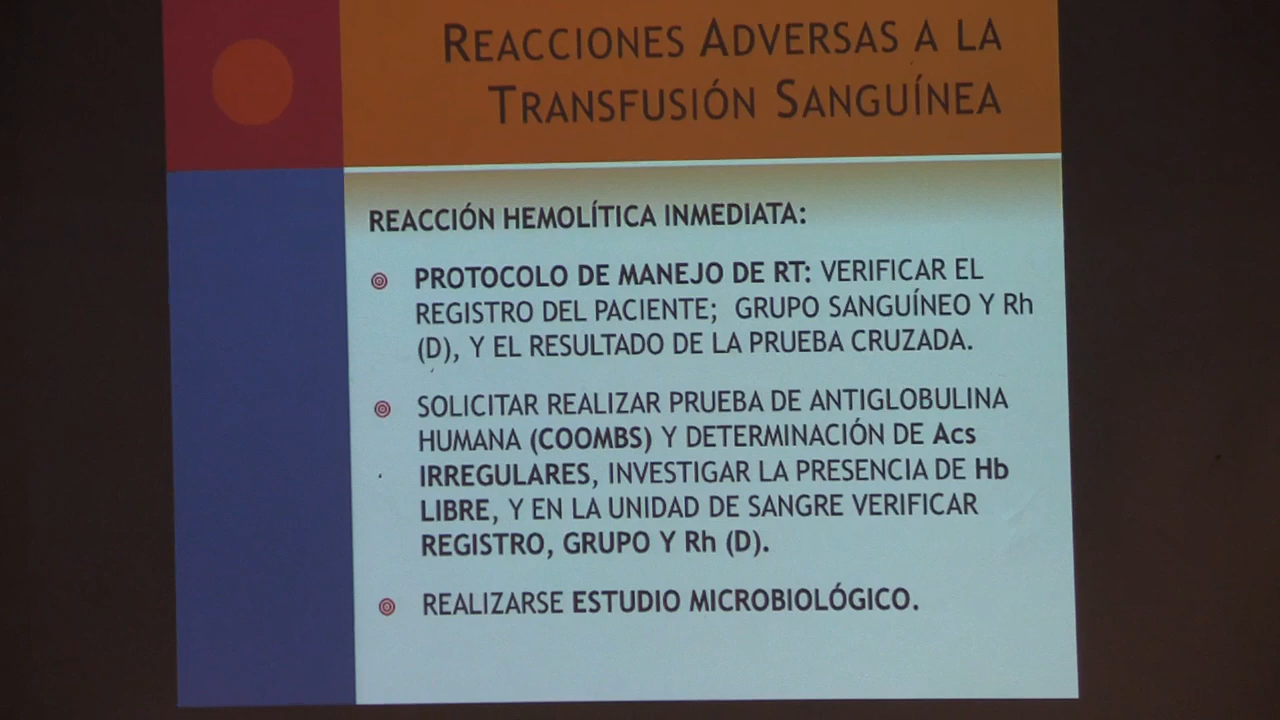 REACCIONES ADVERSAS A LA
TRANSFUSIÓN SANGUÍNEA
REACCIÓN HEMOLÍTICA INMEDIATA:
PROTOCOLO DE MANEJO DE RT: VERIFICAR EL
REGISTRO DEL PACIENTE; GRUPO SANGUÍNEO Y Rh
(D), Y EL RESULTADO DE LA PRUEBA CRUZADA.
SOLICITAR REALIZAR PRUEBA DE ANTIGLOBULINA
HUMANA (COOMBS) Y DETERMINACIÓN DE Acs
IRREGULARES, INVESTIGAR LA PRESENCIA DE Hb
LIBRE, Y EN LA UNIDAD DE SANGRE VERIFICAR
REGISTRO, GRUPO Y Rh (D).
REALIZARSE ESTUDIO MICROBIOLÓGICO.